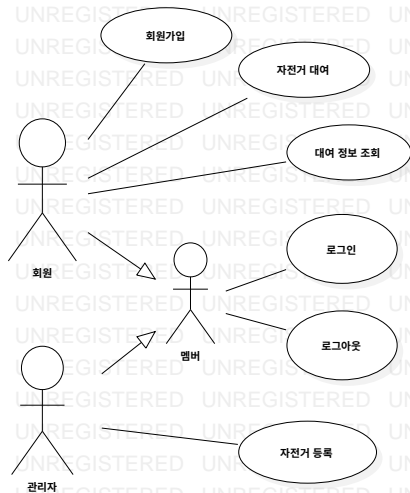 회원가입
자전거 대여
대여 정보 조회
회원
로그인
멤버
로그아웃
관리자
자전거 등록
UNREGISTERED